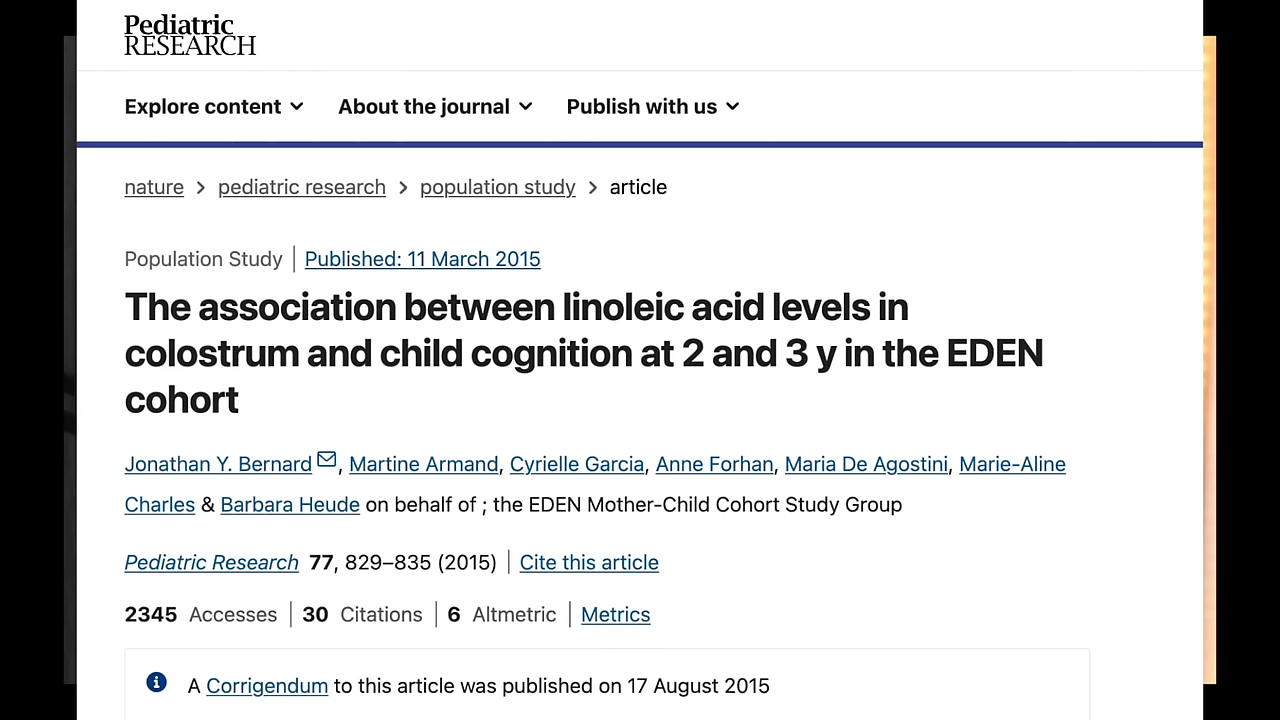 Pediatric
RESEARCH
Explore content About the journal Publish with us
nature > pediatric research > population study > article
Population Study | Published: 11 March 2015
The association between linoleic acid levels in
colostrum and child cognition at 2 and 3 y in the EDEN
cohort
Jonathan Y. Bernard, Martine Armand, Cyrielle Garcia, Anne Forhan, Maria De Agostini, Marie-Aline
Charles & Barbara Heude on behalf of ; the EDEN Mother-Child Cohort Study Group
Pediatric Research 77, 829–835 (2015) | Cite this article
2345 Accesses | 30 Citations | 6 Altmetric | Metrics
A Corrigendum to this article was published on 17 August 2015